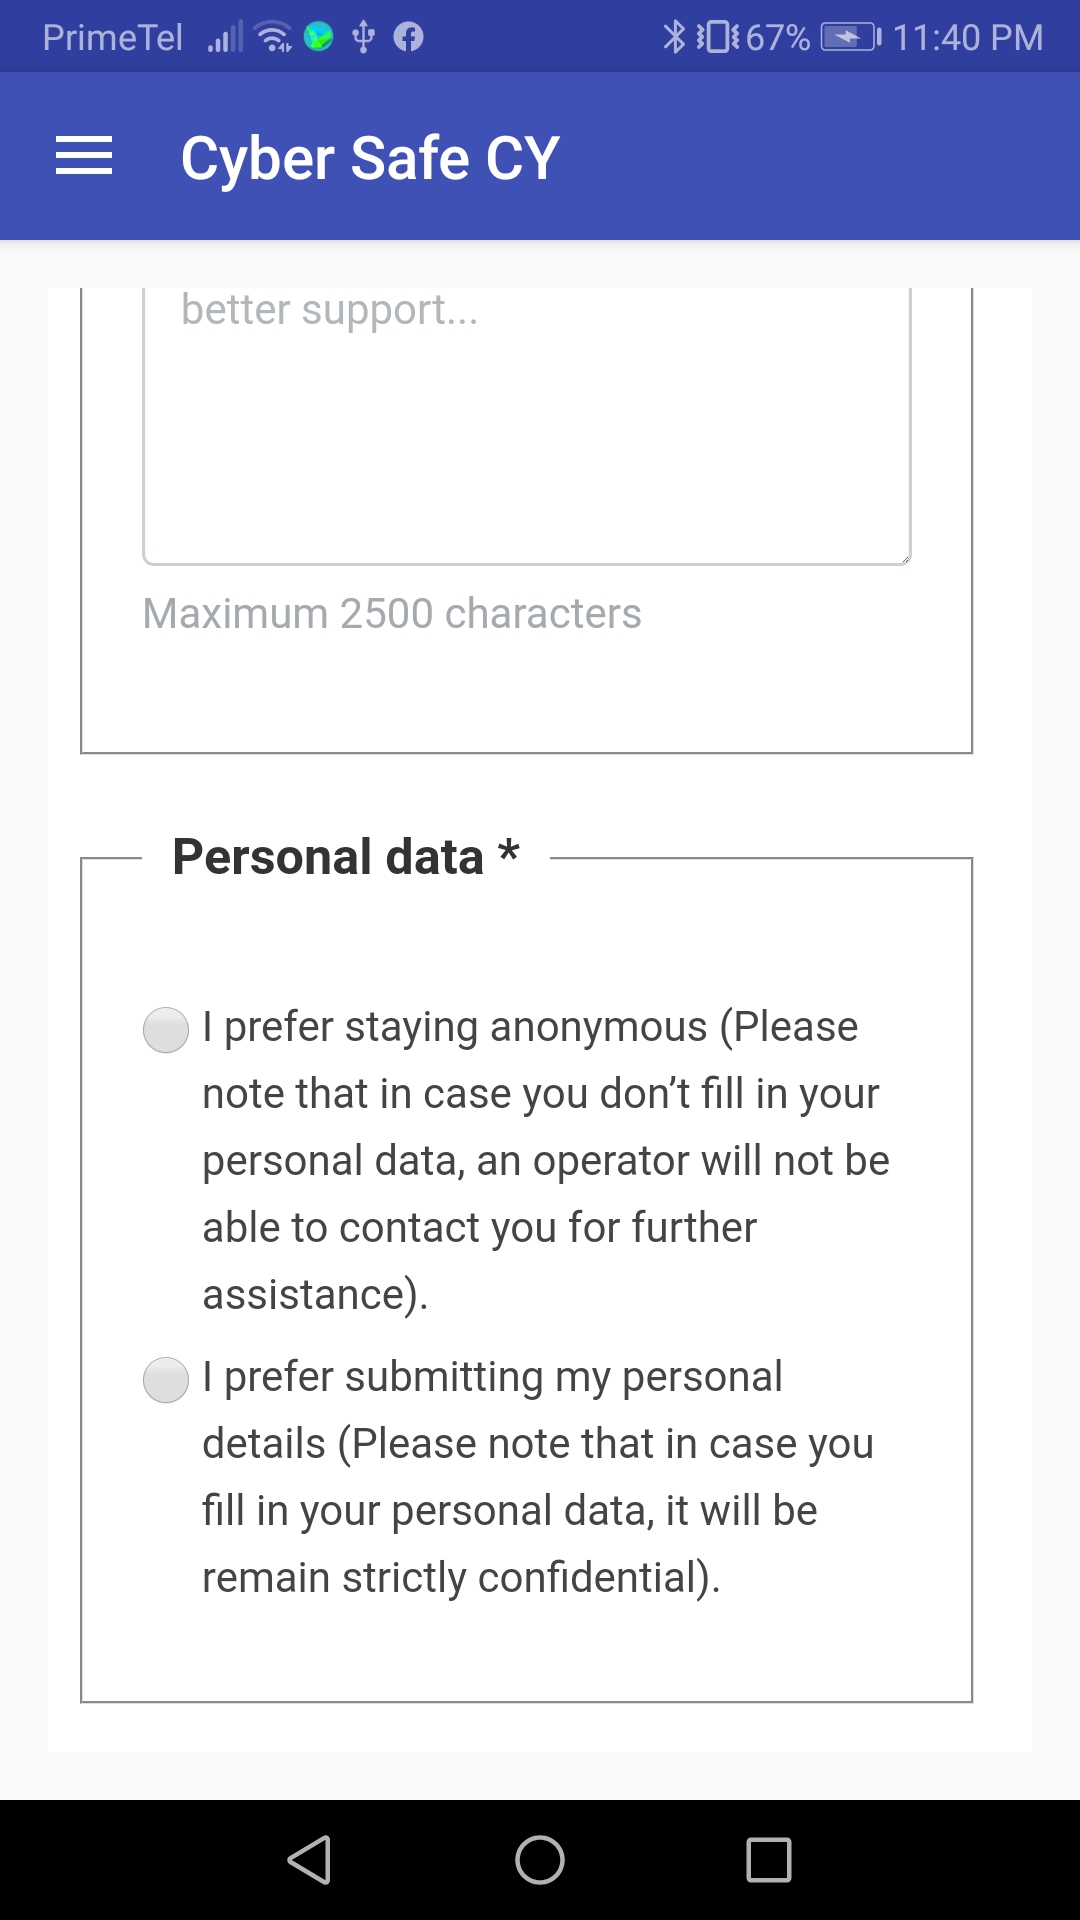 PrimeTel 67% 11:40 PM
Cyber Safe CY
better support...
Maximum 2500 characters
Personal data *
I prefer staying anonymous (Please
note that in case you don’t fill in your
personal data, an operator will not be
able to contact you for further
assistance).
I prefer submitting my personal
details (Please note that in case you
fill in your personal data, it will be
remain strictly confidential).